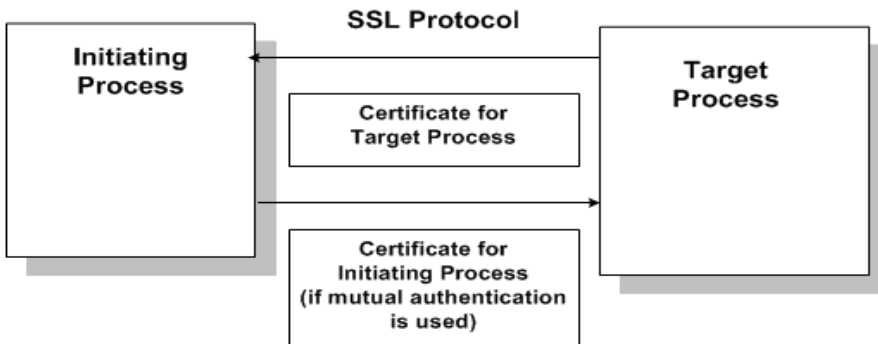 SSL Protocol
Initiating
Process
Target
Process
Certificate for
Target Process
Certificate for
Initiating Process
(if mutual authentication
is used)